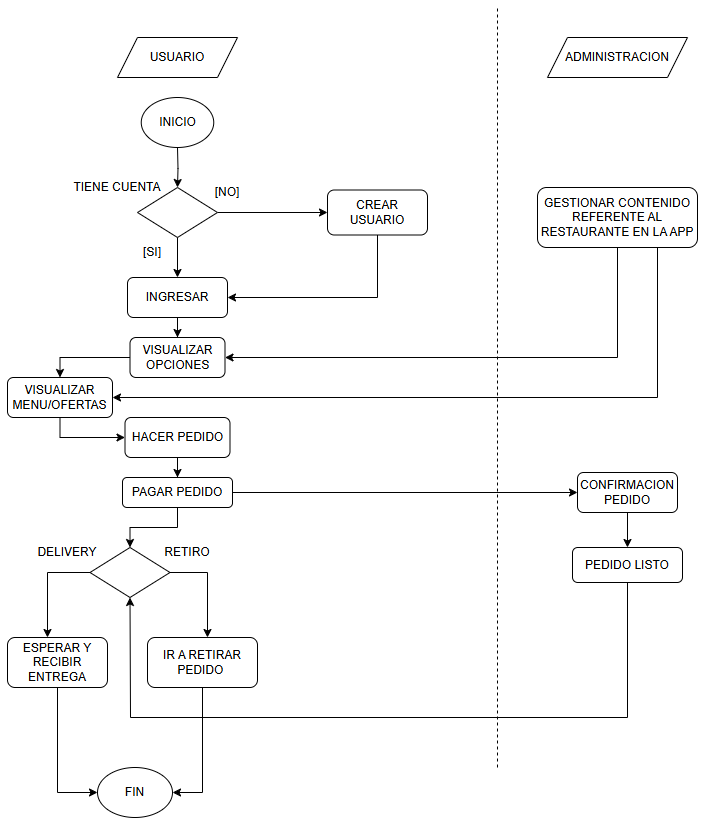 USUARIO
ADMINISTRACION
INICIO
TIENE CUENTA
[NO]
CREAR
USUARIO
GESTIONAR CONTENIDO
REFERENTE AL
RESTAURANTE EN LA APP
[SI]
INGRESAR
VISUALIZAR
OPCIONES
VISUALIZAR
MENU/OFERTAS
HACER PEDIDO
PAGAR PEDIDO
CONFIRMACION
PEDIDO
DELIVERY
RETIRO
PEDIDO LISTO
ESPERAR Y
RECIBIR
ENTREGA
IR A RETIRAR
PEDIDO
FIN